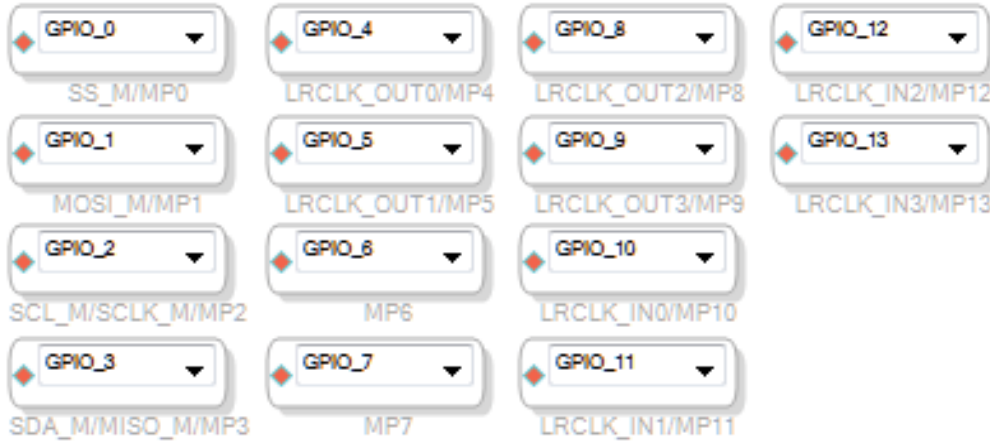 GPIO_0
SS_M/MP0
GPIO_1
MOSI_M/MP1
GPIO_2
SCL_M/SCLK_M/MP2
GPIO_3
SDA_M/MISO_M/MP3
GPIO_4
LRCLK_OUT0/MP4
GPIO_5
LRCLK_OUT1/MP5
GPIO_6
MP6
GPIO_7
MP7
GPIO_8
LRCLK_OUT2/MP8
GPIO_9
LRCLK_OUT3/MP9
GPIO_10
LRCLK_IN0/MP10
GPIO_11
LRCLK_IN1/MP11
GPIO_12
LRCLK_IN2/MP12
GPIO_13
LRCLK_IN3/MP13